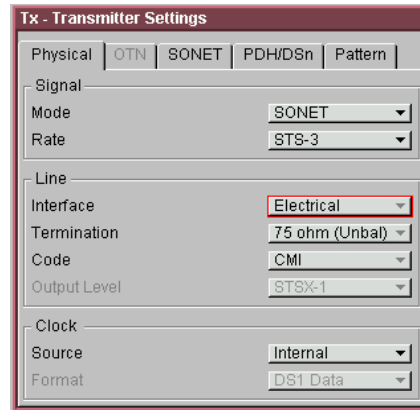 Tx - Transmitter Settings
Physical OTN SONET PDH/DSn Pattern
Signal
Mode SONET
Rate STS-3
Line
Interface Electrical
Termination 75 ohm (Unbal)
Code CMI
Output Level STSX-1
Clock
Source Internal
Format DS1 Data